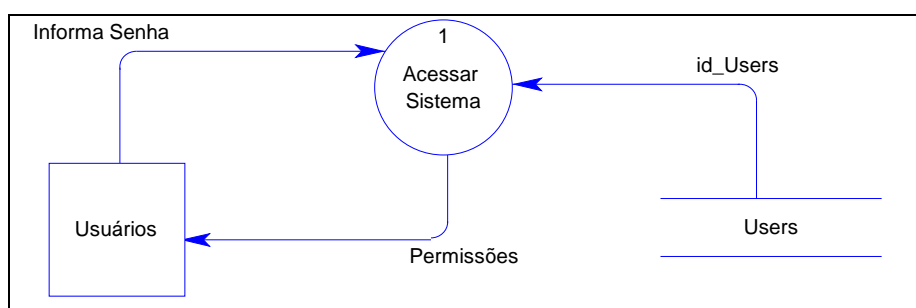 Informa Senha
1
Acessar
Sistema
id_Users
Usuários
Users
Permissões